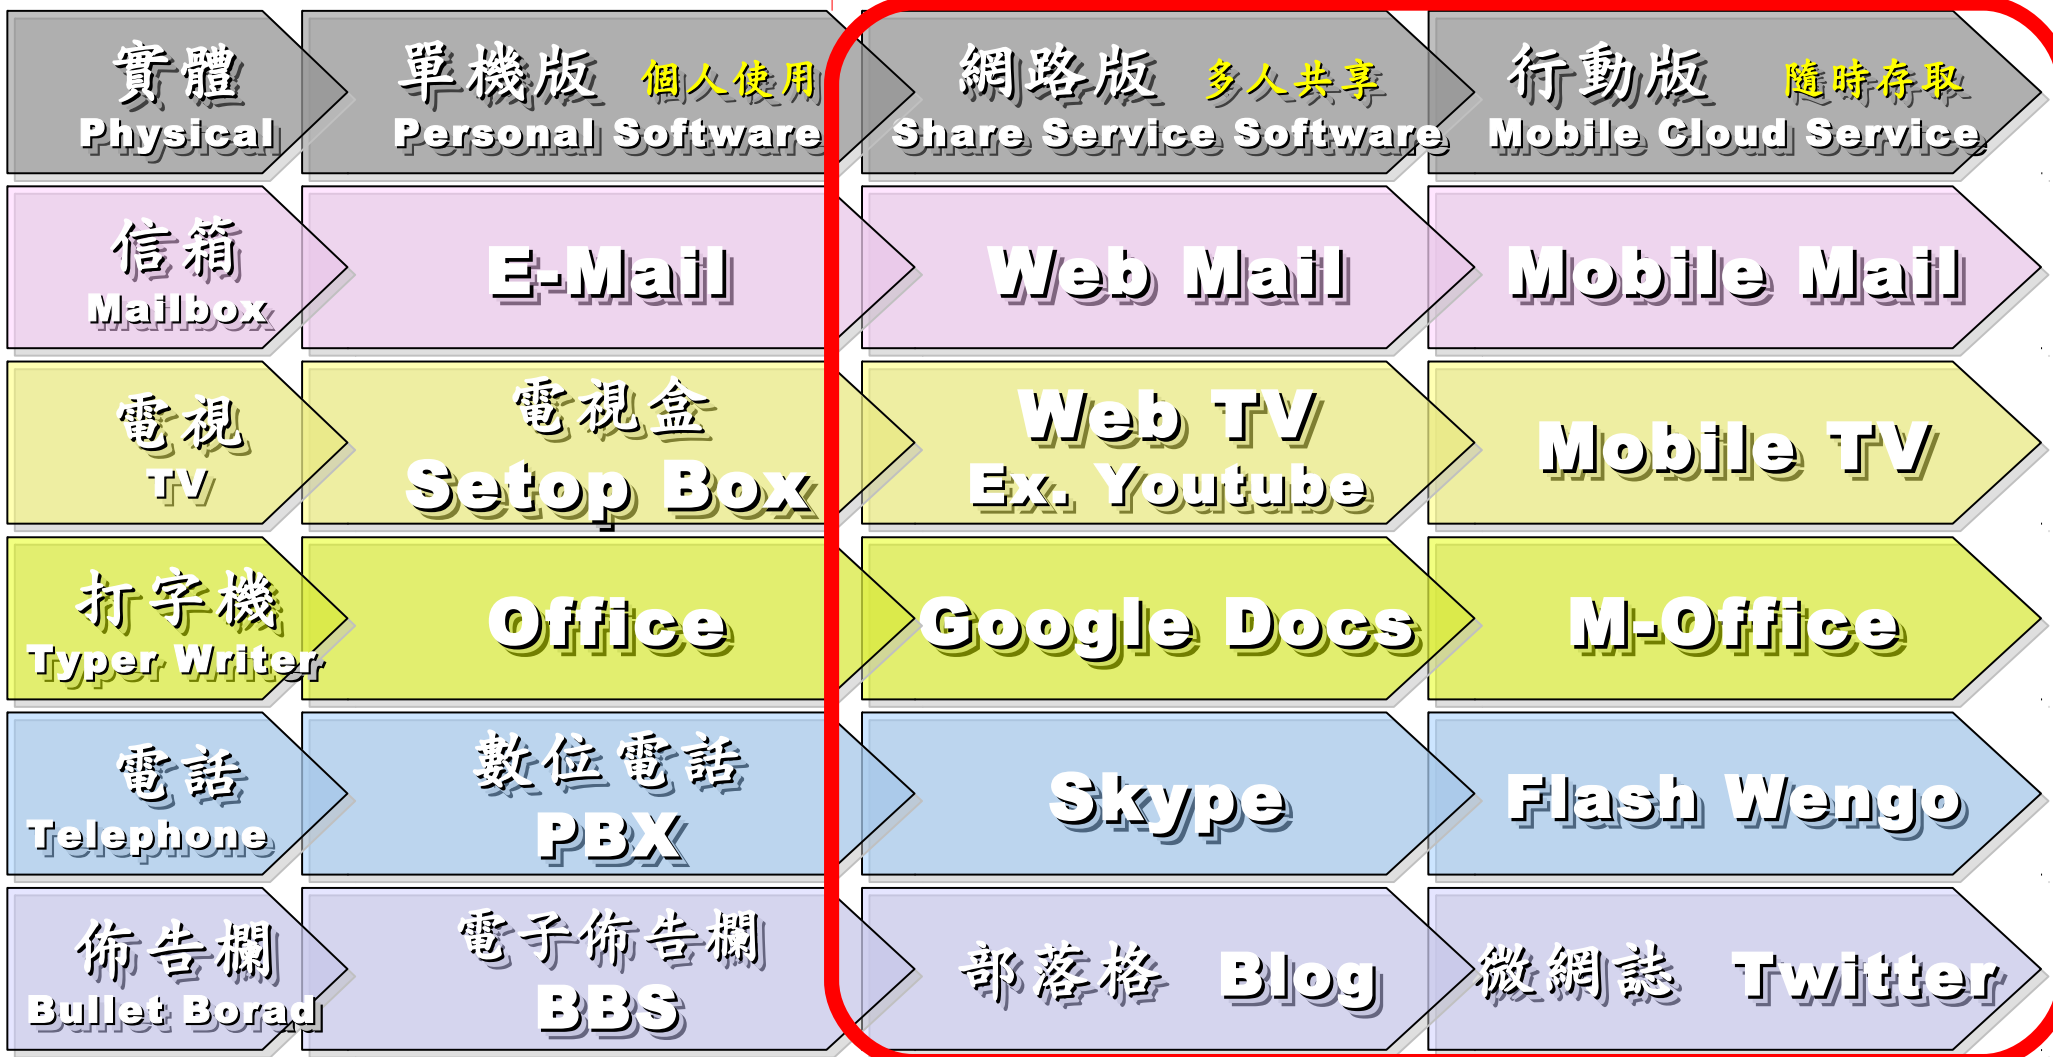 實體
Physical
單機版 個人使用
Personal Software
網路版 多人共享
Share Service Software
行動版 隨時存取
Mobile Cloud Service
信箱
Mailbox
E-Mail
Web Mail
Mobile Mail
電視
TV
電視盒
Setop Box
Web TV
Ex. Youtube
Mobile TV
打字機
Typer Writer
Office
Google Docs
M-Office
電話
Telephone
數位電話
PBX
Skype
Flash Wengo
佈告欄
Bullet Borad
電子佈告欄
BBS
部落格 Blog
微網誌 Twitter